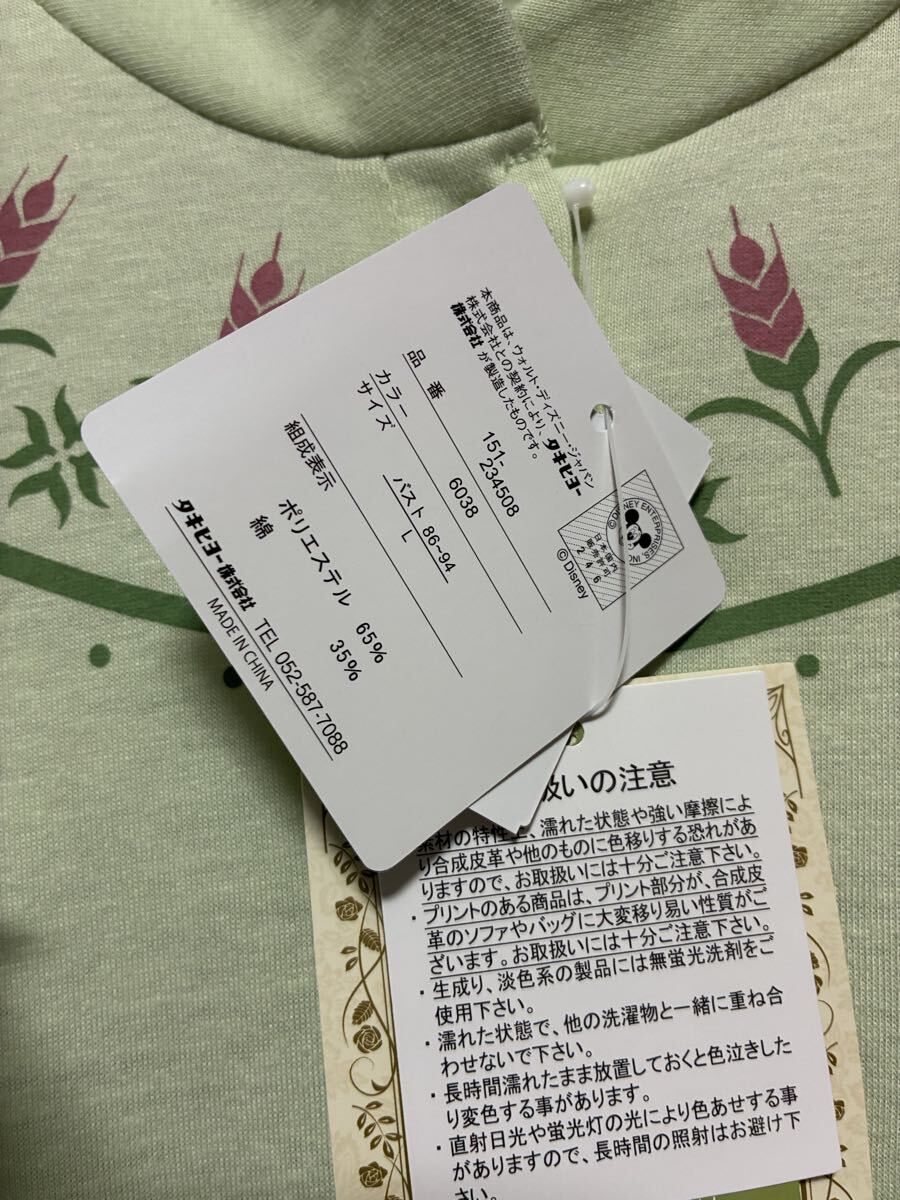 本商品は、ウォルト・ディズニー・ジャパン
株式会社との契約により、タキヒヨー
株式会社 が製造したものです。
©DISNEY ENTERPRISES, INC.
日本国内
販売許可
246
©Disney
品 番 151-
234508
カラー 6038
サイズ バスト 86~94
L
組成表示
ポリエステル 65%
綿 35%
タキヒヨー株式会社 TEL 052-587-7088
MADE IN CHINA
扱いの注意
素材の特性上、濡れた状態や強い摩擦によ
り合成皮革や他のものに色移りする恐れがあ
りますので、お取扱いには十分ご注意下さい。
・プリントのある商品は、プリント部分が、合成皮
革のソファやバッグに大変移り易い性質がご
ざいます。お取扱いには十分ご注意下さい。
・生成り、淡色系の製品には無蛍光洗剤をご
使用下さい。
・濡れた状態で、他の洗濯物と一緒に重ね合
わせないで下さい。
・長時間濡れたまま放置しておくと色泣きした
り変色する事があります。
・直射日光や蛍光灯の光により色あせする事
がありますので、長時間の照射はお避け下
さい。